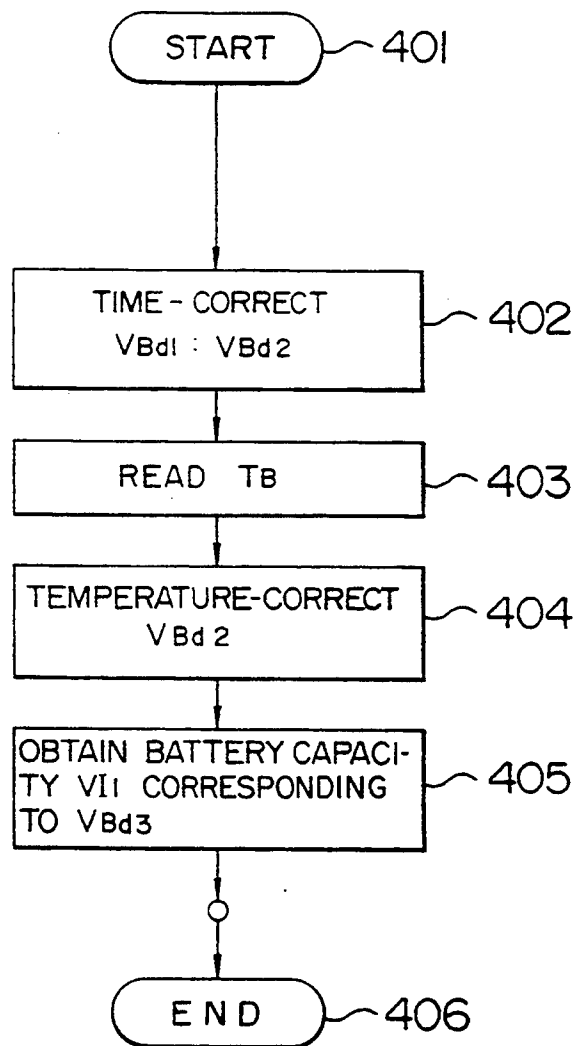 START 401
TIME-CORRECT
VBd1 : VBd2 402
READ TB 403
TEMPERATURE-CORRECT
VBd2 404
OBTAIN BATTERY CAPACI-
TY VI1 CORRESPONDING 405
TO VBd3
END 406